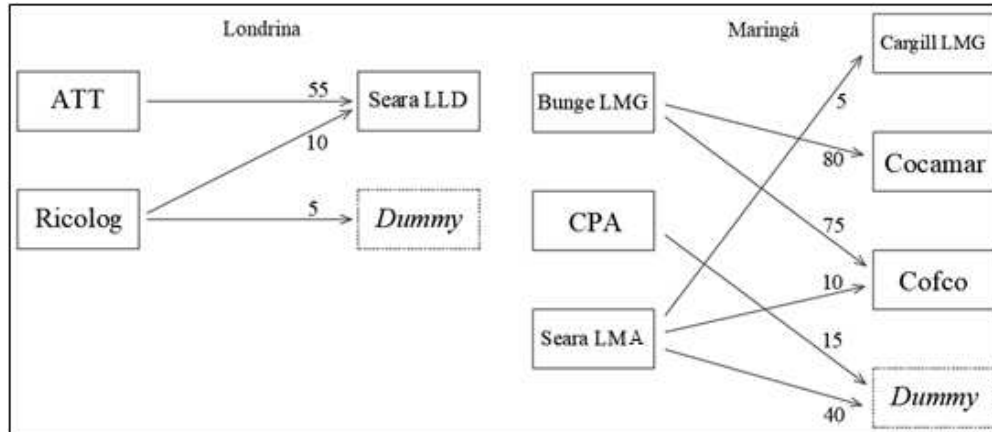 Londrina
ATT
55
Seara LLD
10
Ricolog
5
Dummy
Maringá
Cargill LMG
Bunge LMG
5
80
Cocamar
CPA
75
10
Cofco
Seara LMA
15
40
Dummy